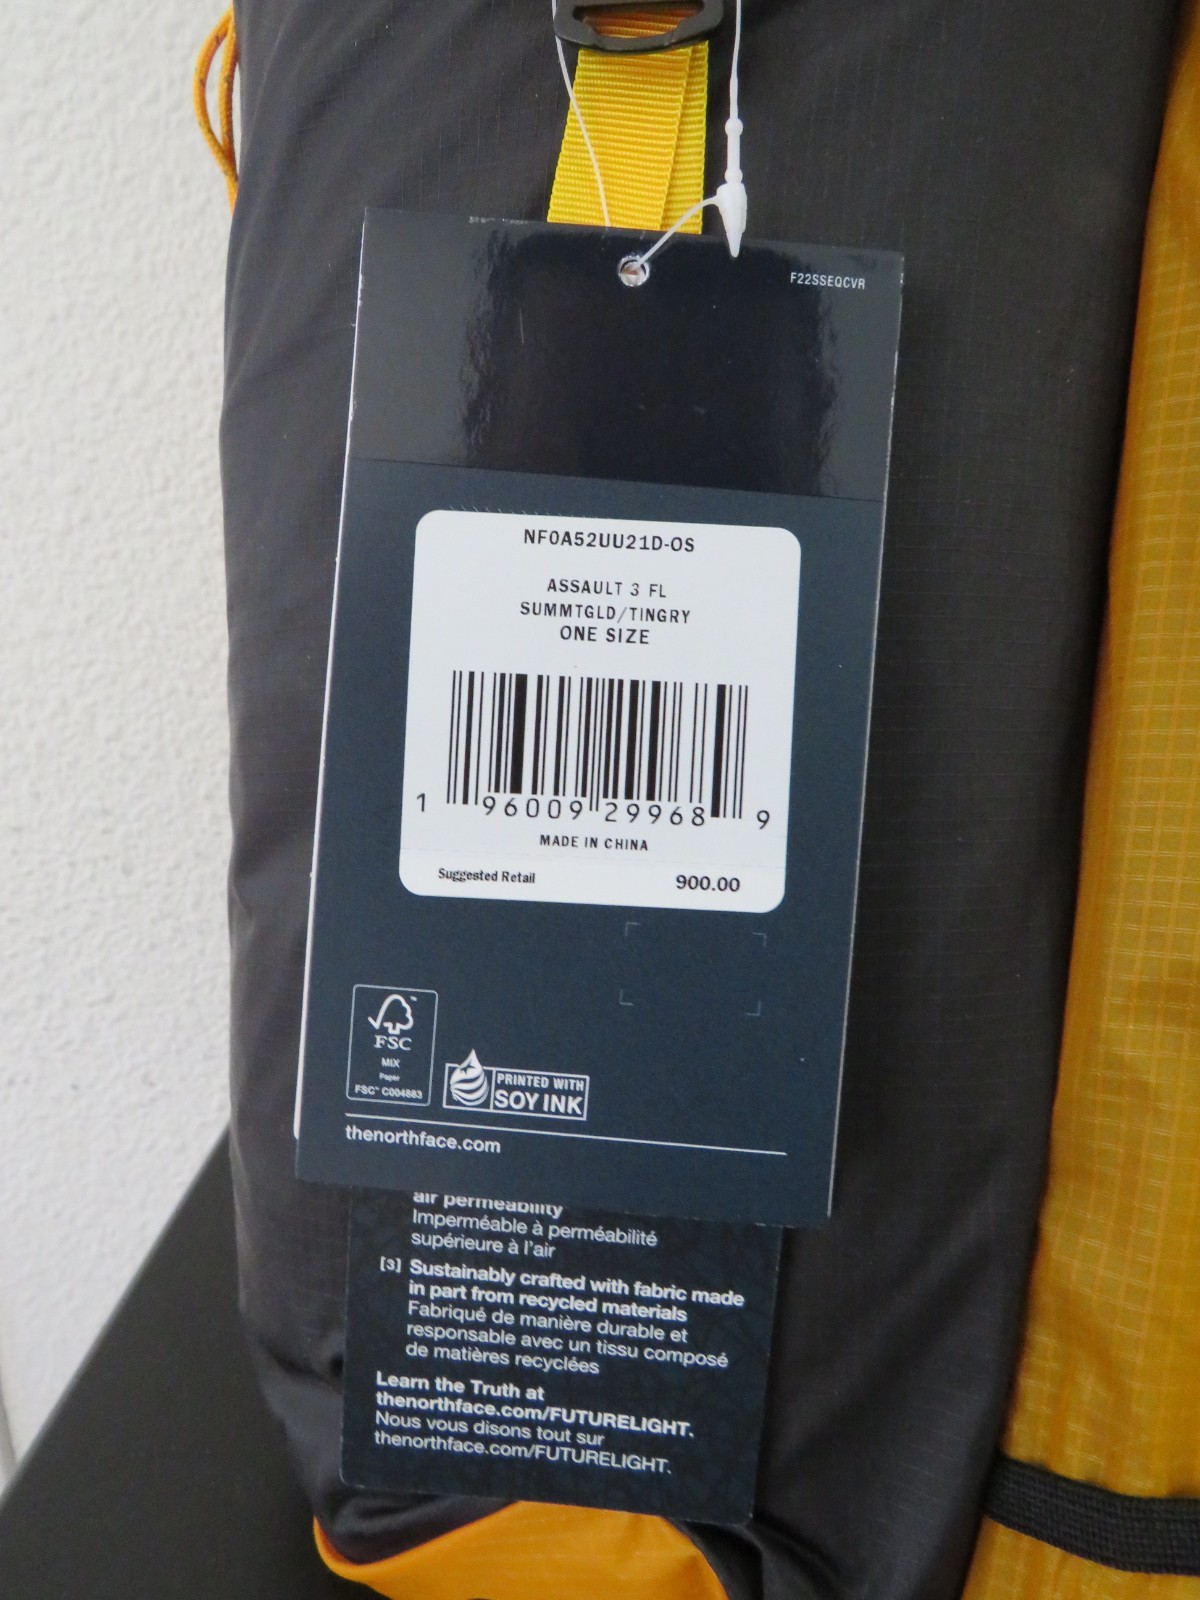 F22SSEQCVR
NF0A52UU21D-OS
ASSAULT 3 FL
SUMMTGLD/TINGRY
ONE SIZE
1 96009 29968 9
MADE IN CHINA
Suggested Retail 900.00
FSC
MIX
Paper
FSC™ C004883
PRINTED WITH
SOY INK
thenorthface.com
air permeability
Imperméable à perméabilité
supérieure à l'air
[3] Sustainably crafted with fabric made
in part from recycled materials
Fabriqué de manière durable et
responsable avec un tissu composé
de matières recyclées
Learn the Truth at
thenorthface.com/FUTURELIGHT.
Nous vous disons tout sur
thenorthface.com/FUTURELIGHT.